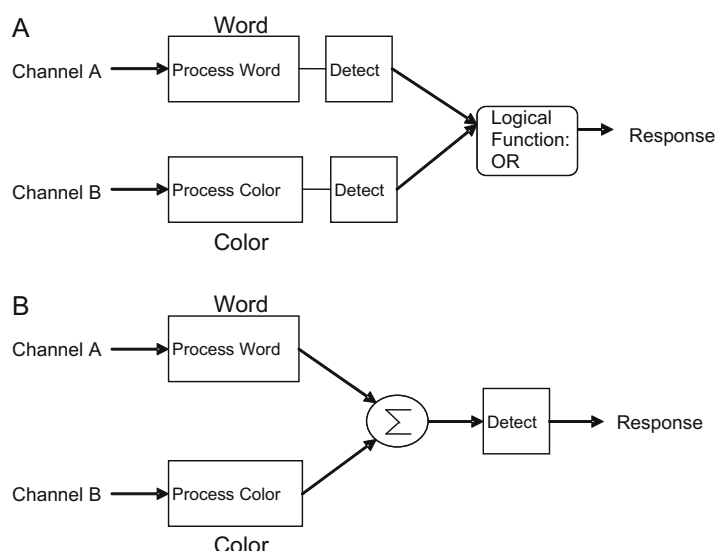 A
Word
Channel A
Process Word
Detect
Logical
Function:
OR
Response
Channel B
Process Color
Detect
Color
B
Word
Channel A
Process Word
Σ
Detect
Response
Channel B
Process Color
Color